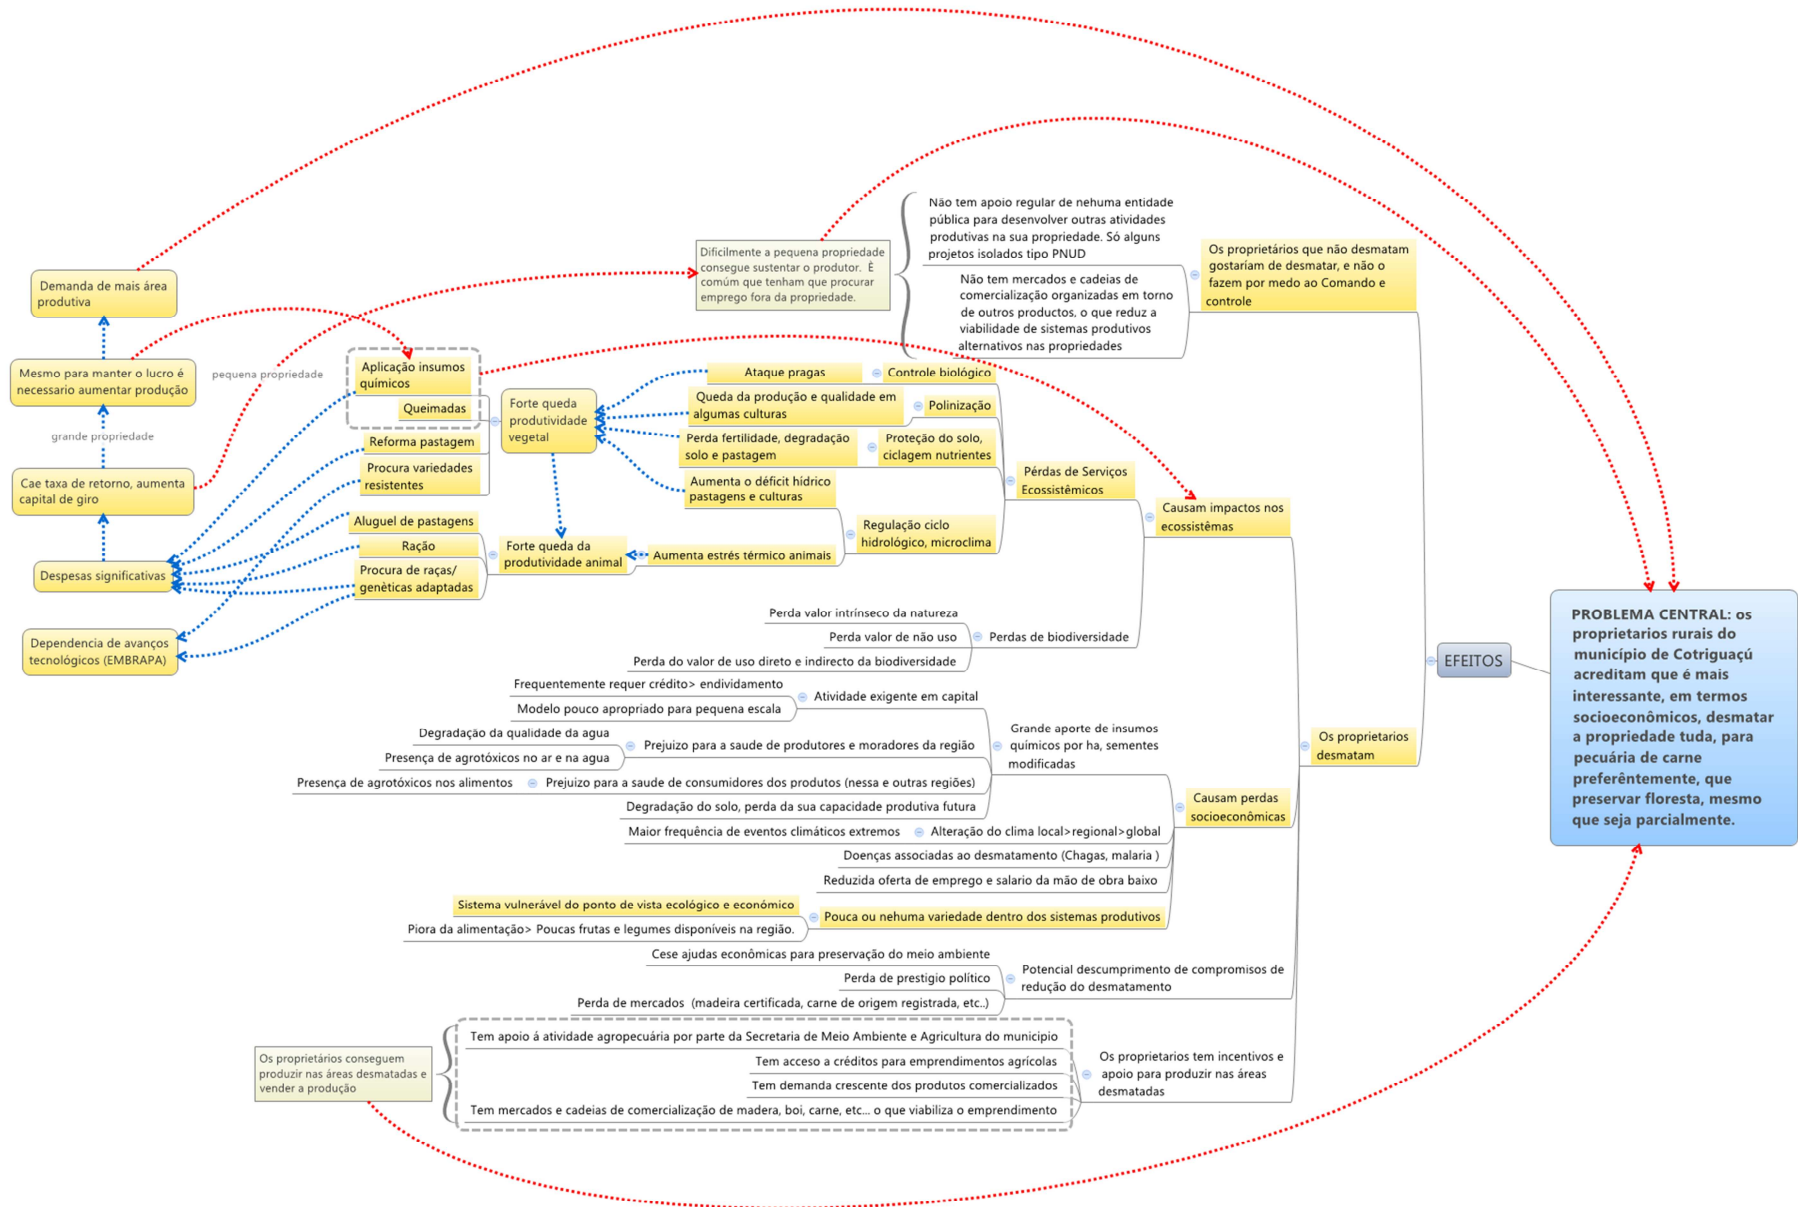 Não tem apoio regular de nehuma entidade
pública para desenvolver outras atividades
produtivas na sua propriedade. Só alguns
projetos isolados tipo PNUD
Dificilmente a pequena propriedade
consegue sustentar o produtor. È
comúm que tenham que procurar
emprego fora da propriedade.
Os proprietários que não desmatam
gostaríam de desmatar, e não o
fazem por medo ao Comando e
controle
Não tem mercados e cadeias de
comercialização organizadas em torno
de outros productos, o que reduz a
viabilidade de sistemas produtivos
alternativos nas propriedades
Demanda de mais área
produtiva
Mesmo para manter o lucro é
necessario aumentar produção
pequena propriedade
grande propriedade
Cae taxa de retorno, aumenta
capital de giro
Despesas significativas
Dependencia de avanços
tecnológicos (EMBRAPA)
Aplicação insumos
químicos
Queimadas
Reforma pastagem
Procura variedades
resistentes
Aluguel de pastagens
Ração
Procura de raças/
genèticas adaptadas
Forte queda
produtividade
vegetal
Forte queda da
produtividade animal
Ataque pragas
Controle biológico
Queda da produção e qualidade em
algumas culturas
Polinização
Perda fertilidade, degradação
solo e pastagem
Proteção do solo,
ciclagem nutrientes
Aumenta o déficit hídrico
pastagens e culturas
Regulação ciclo
hidrológico, microclima
Aumenta estrés térmico animais
Pérdas de Serviços
Ecossistêmicos
Causam impactos nos
ecossistêmas
Perda valor intrínseco da natureza
Perda valor de não uso
Perda do valor de uso direto e indirecto da biodiversidade
Perdas de biodiversidade
Frequentemente requer crédito> endividamento
Modelo pouco apropriado para pequena escala
Atividade exigente em capital
Degradação da qualidade da agua
Presença de agrotóxicos no ar e na agua
Prejuizo para a saude de produtores e moradores da região
Presença de agrotóxicos nos alimentos
Prejuizo para a saude de consumidores dos produtos (nessa e outras regiões)
Degradação do solo, perda da sua capacidade produtiva futura
Grande aporte de insumos
químicos por ha, sementes
modificadas
Maior frequência de eventos climáticos extremos
Alteração do clima local>regional>global
Doenças associadas ao desmatamento (Chagas, malaria )
Reduzida oferta de emprego e salario da mão de obra baixo
Sistema vulnerável do ponto de vista ecológico e económico
Piora da alimentação> Poucas frutas e legumes disponíveis na região.
Pouca ou nehuma variedade dentro dos sistemas produtivos
Causam perdas
socioeconômicas
Os proprietarios
desmatam
Cese ajudas econômicas para preservação do meio ambiente
Perda de prestigio político
Perda de mercados (madeira certificada, carne de origem registrada, etc..)
Potencial descumprimento de compromisos de
redução do desmatamento
Os proprietários conseguem
produzir nas áreas desmatadas e
vender a produção
Tem apoio á atividade agropecuária por parte da Secretaria de Meio Ambiente e Agricultura do municipio
Tem acceso a créditos para emprendimentos agrícolas
Tem demanda crescente dos produtos comercializados
Tem mercados e cadeias de comercialização de madera, boi, carne, etc... o que viabiliza o emprendimento
Os proprietarios tem incentivos e
apoio para produzir nas áreas
desmatadas
EFEITOS
PROBLEMA CENTRAL: os
proprietarios rurais do
município de Cotriguaçú
acreditam que é mais
interessante, em termos
socioeconômicos, desmatar
a propriedade tuda, para
pecuária de carne
preferêntemente, que
preservar floresta, mesmo
que seja parcialmente.